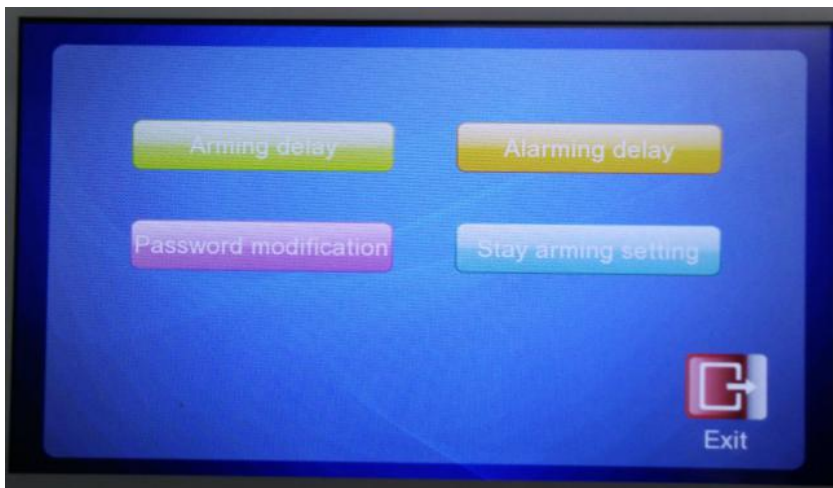 Arming delay
Alarming delay
Password modification
Stay arming setting
Exit